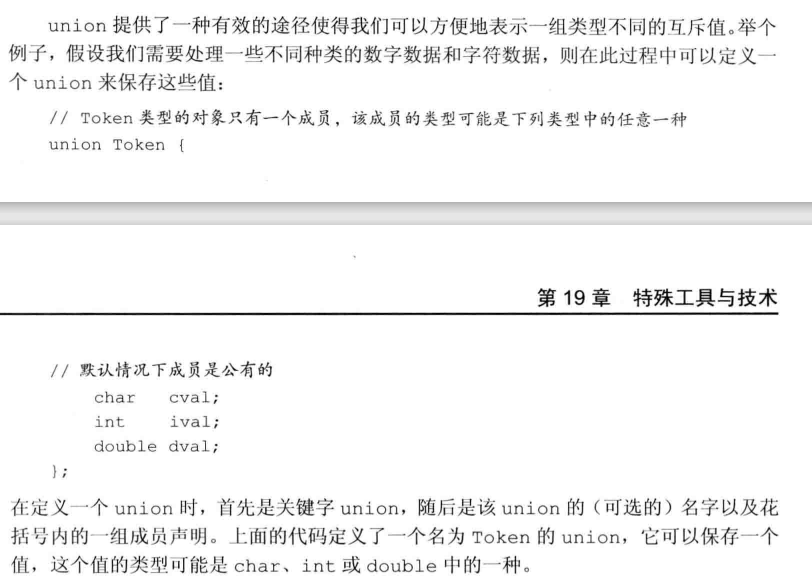 union 提供了一种有效的途径使得我们可以方便地表示一组类型不同的互斥值。举个
例子，假设我们需要处理一些不同种类的数字数据和字符数据，则在此过程中可以定义一
个 union 来保存这些值：
// Token 类型的对象只有一个成员，该成员的类型可能是下列类型中的任意一种
union Token {
第 19 章 特殊工具与技术
// 默认情况下成员是公有的
char cval;
int ival;
double dval;
};
在定义一个 union 时，首先是关键字 union，随后是该 union 的（可选的）名字以及花
括号内的一组成员声明。上面的代码定义了一个名为 Token 的 union，它可以保存一个
值，这个值的类型可能是 char、int 或 double 中的一种。